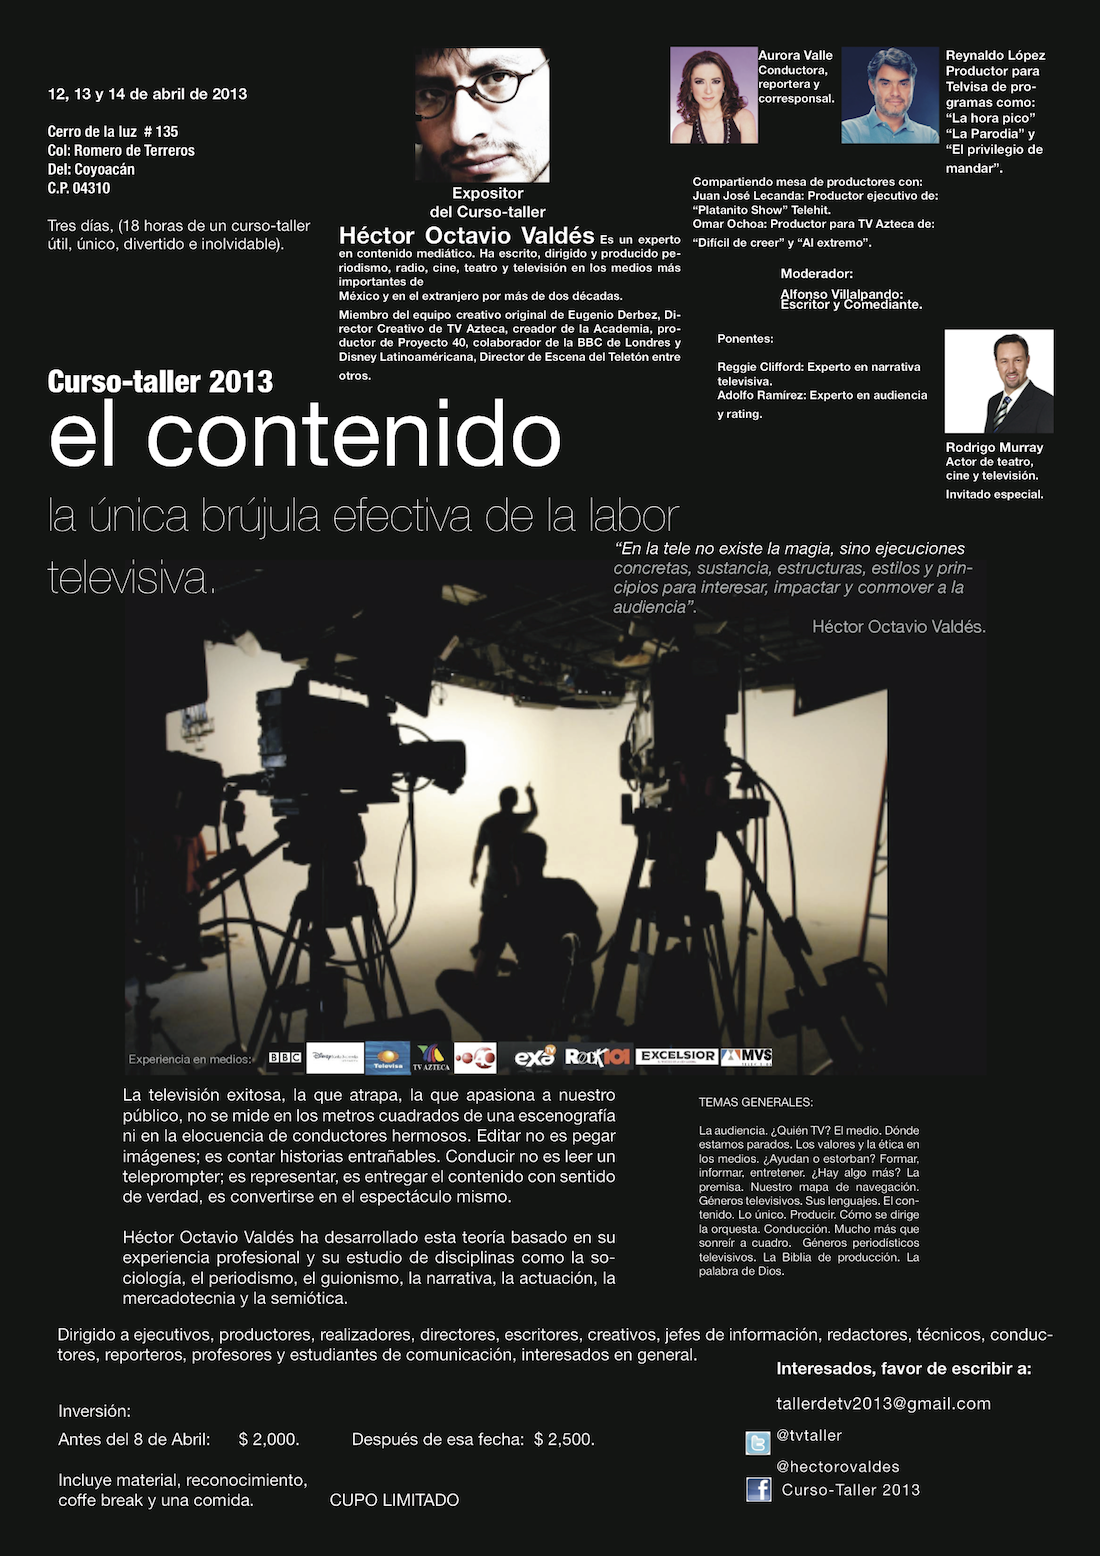 12, 13 y 14 de abril de 2013
Cerro de la luz  # 135
Col: Romero de Terreros
Del: Coyoacán
C.P. 04310
Tres días, (18 horas de un curso-taller
útil, único, divertido e inolvidable).
Expositor
del Curso-taller
Héctor Octavio Valdés Es un experto
en contenido mediático. Ha escrito, dirigido y producido pe-
riodismo, radio, cine, teatro y televisión en los medios más
importantes de
México y en el extranjero por más de dos décadas.
Miembro del equipo creativo original de Eugenio Derbez, Di-
rector Creativo de TV Azteca, creador de la Academia, pro-
ductor de Proyecto 40, colaborador de la BBC de Londres y
Disney Latinoaméricana, Director de Escena del Teletón entre
otros.
Aurora Valle
Conductora,
reportera y
corresponsal.
Reynaldo López
Productor para
Telvisa de pro-
gramas como:
“La hora pico”
“La Parodia” y
“El privilegio de
mandar”.
Compartiendo mesa de productores con:
Juan José Lecanda: Productor ejecutivo de:
“Platanito Show” Telehit.
Omar Ochoa: Productor para TV Azteca de:
“Difícil de creer” y “Al extremo”.
Moderador:
Alfonso Villalpando:
Escritor y Comediante.
Ponentes:
Reggie Clifford: Experto en narrativa
televisiva.
Adolfo Ramírez: Experto en audiencia
y rating.
Rodrigo Murray
Actor de teatro,
cine y televisión.
Invitado especial.
Curso-taller 2013
el contenido
la única brújula efectiva de la labor
televisiva.
“En la tele no existe la magia, sino ejecuciones
concretas, sustancia, estructuras, estilos y prin-
cipios para interesar, impactar y conmover a la
audiencia”.
Héctor Octavio Valdés.
Experiencia en medios:
BBC
Televisa
TV AZTECA
exa TV
ROCK 101
EXCELSIOR
MVS
La televisión exitosa, la que atrapa, la que apasiona a nuestro
público, no se mide en los metros cuadrados de una escenografía
ni en la elocuencia de conductores hermosos. Editar no es pegar
imágenes; es contar historias entrañables. Conducir no es leer un
teleprompter; es representar, es entregar el contenido con sentido
de verdad, es convertirse en el espectáculo mismo.
Héctor Octavio Valdés ha desarrollado esta teoría basado en su
experiencia profesional y su estudio de disciplinas como la so-
ciología, el periodismo, el guionismo, la narrativa, la actuación, la
mercadotecnia y la semiótica.
TEMAS GENERALES:
La audiencia. ¿Quién TV? El medio. Dónde
estamos parados. Los valores y la ética en
los medios. ¿Ayudan o estorban? Formar,
informar, entretener. ¿Hay algo más? La
premisa. Nuestro mapa de navegación.
Géneros televisivos. Sus lenguajes. El con-
tenido. Lo único. Producir. Cómo se dirige
la orquesta. Conducción. Mucho más que
sonreír a cuadro.  Géneros periodísticos
televisivos. La Biblia de producción. La
palabra de Dios.
Dirigido a ejecutivos, productores, realizadores, directores, escritores, creativos, jefes de información, redactores, técnicos, conduc-
tores, reporteros, profesores y estudiantes de comunicación, interesados en general.
Interesados, favor de escribir a:
tallerdetv2013@gmail.com
@tvtaller
@hectorovaldes
Curso-Taller 2013
Inversión:
Antes del 8 de Abril: $ 2,000. Después de esa fecha: $ 2,500.
Incluye material, reconocimiento,
coffe break y una comida. CUPO LIMITADO